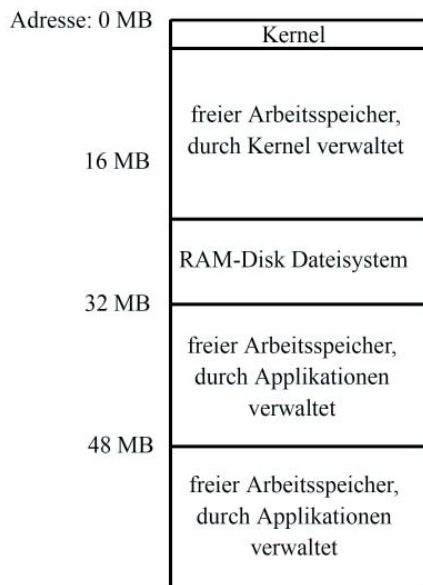 Adresse: 0 MB
Kernel
freier Arbeitsspeicher,
durch Kernel verwaltet
16 MB
RAM-Disk Dateisystem
32 MB
freier Arbeitsspeicher,
durch Applikationen
verwaltet
48 MB
freier Arbeitsspeicher,
durch Applikationen
verwaltet